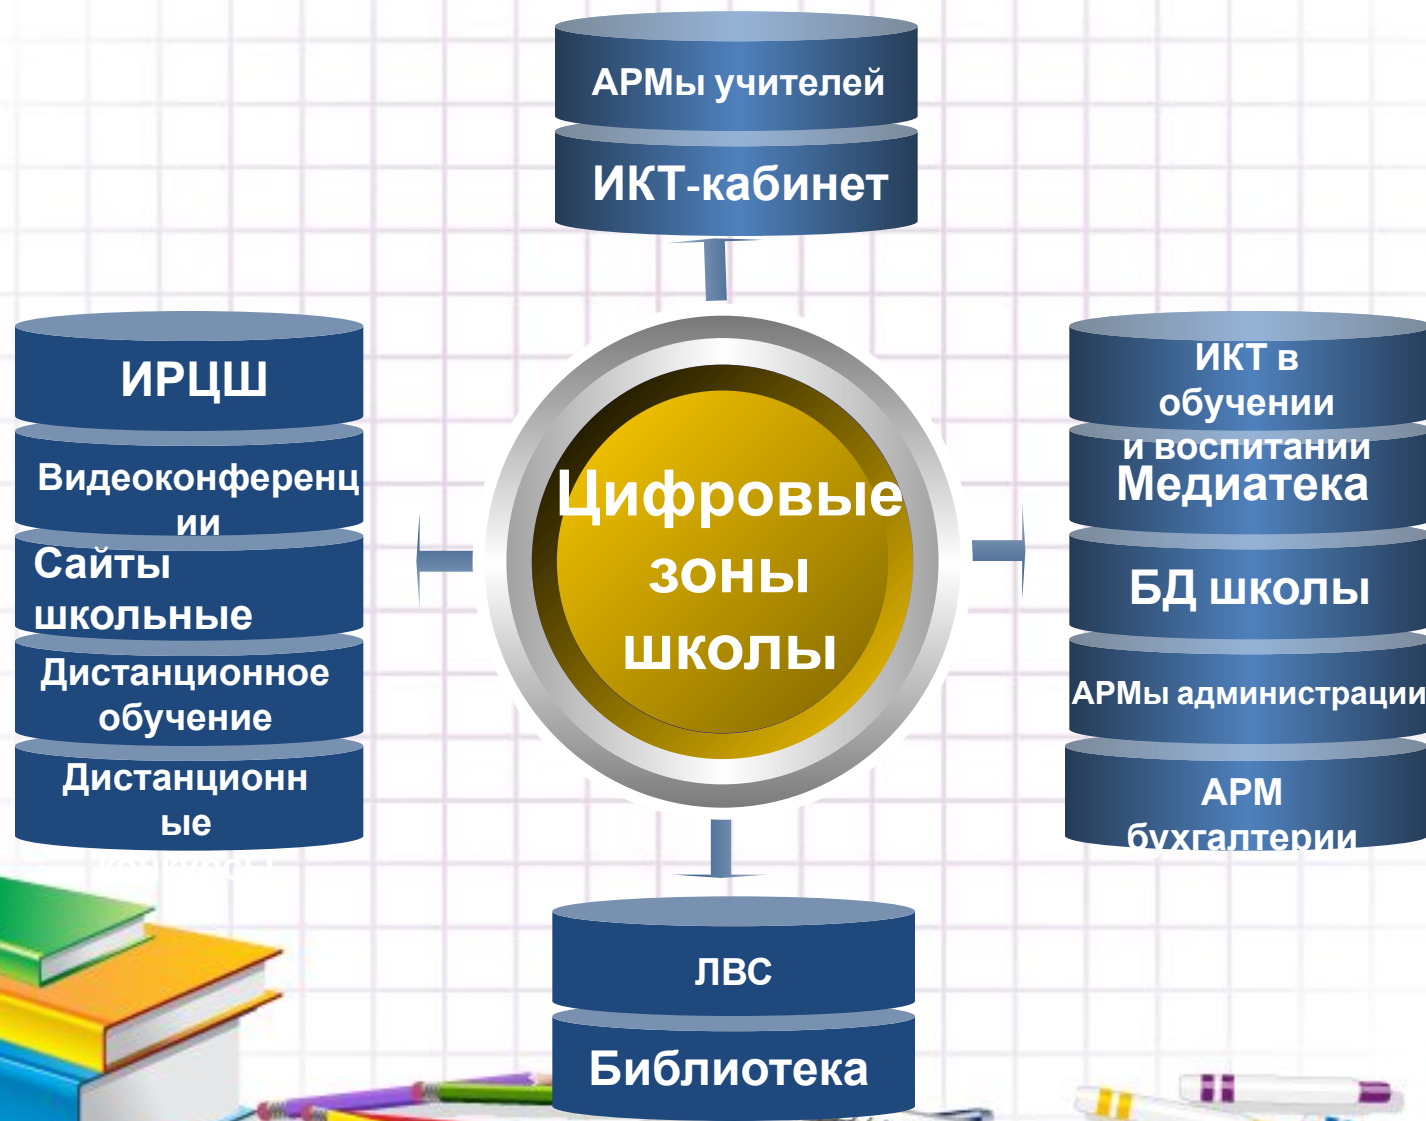 АРМы учителей
ИКТ-кабинет
ИРЦШ
Видеоконференц
ии
Сайты
школьные
Дистанционное
обучение
Дистанционн
ые
конкурсы
Цифровые
зоны
школы
ИКТ в
обучении
и воспитании
Медиатека
БД школы
АРМы администрации
АРМ
бухгалтерии
ЛВС
Библиотека